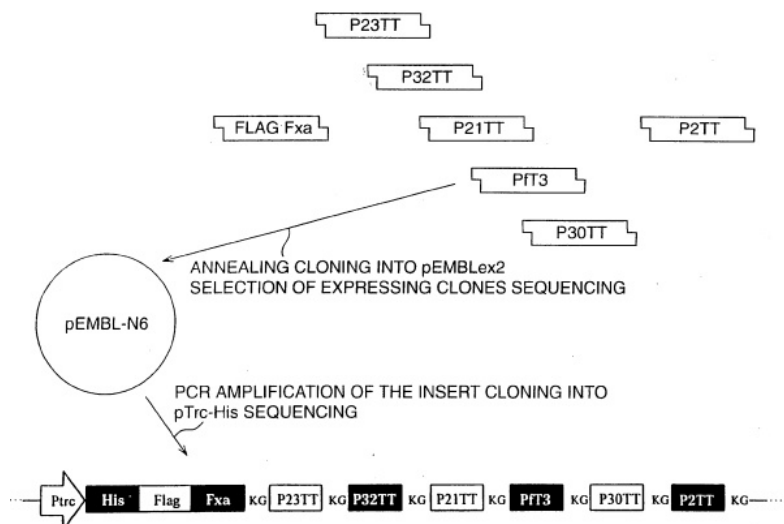 P23TT
P32TT
FLAG Fxa P21TT P2TT
PfT3
P30TT
ANNEALING CLONING INTO pEMBLex2
SELECTION OF EXPRESSING CLONES SEQUENCING
pEMBL-N6
PCR AMPLIFICATION OF THE INSERT CLONING INTO
pTrc-His SEQUENCING
Ptrc His Flag Fxa KG P23TT KG P32TT KG P21TT KG PfT3 KG P30TT KG P2TT KG